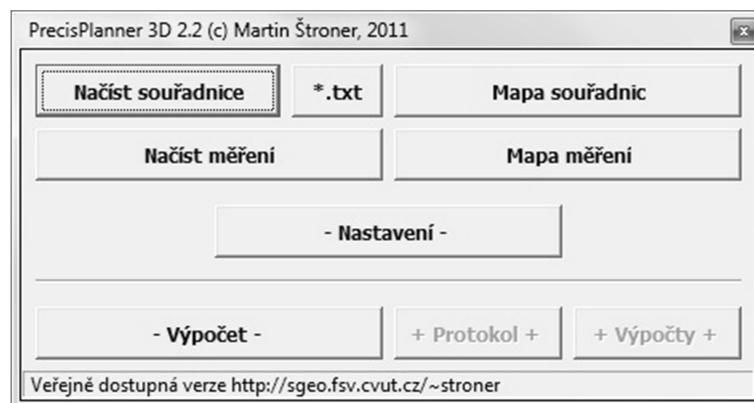 PrecisPlanner 3D 2.2 (c) Martin Štroner, 2011
Načíst souřadnice *.txt Mapa souřadnic
Načíst měření Mapa měření
- Nastavení -
- Výpočet - + Protokol + + Výpočty +
Veřejně dostupná verze http://sgeo.fsv.cvut.cz/~stroner